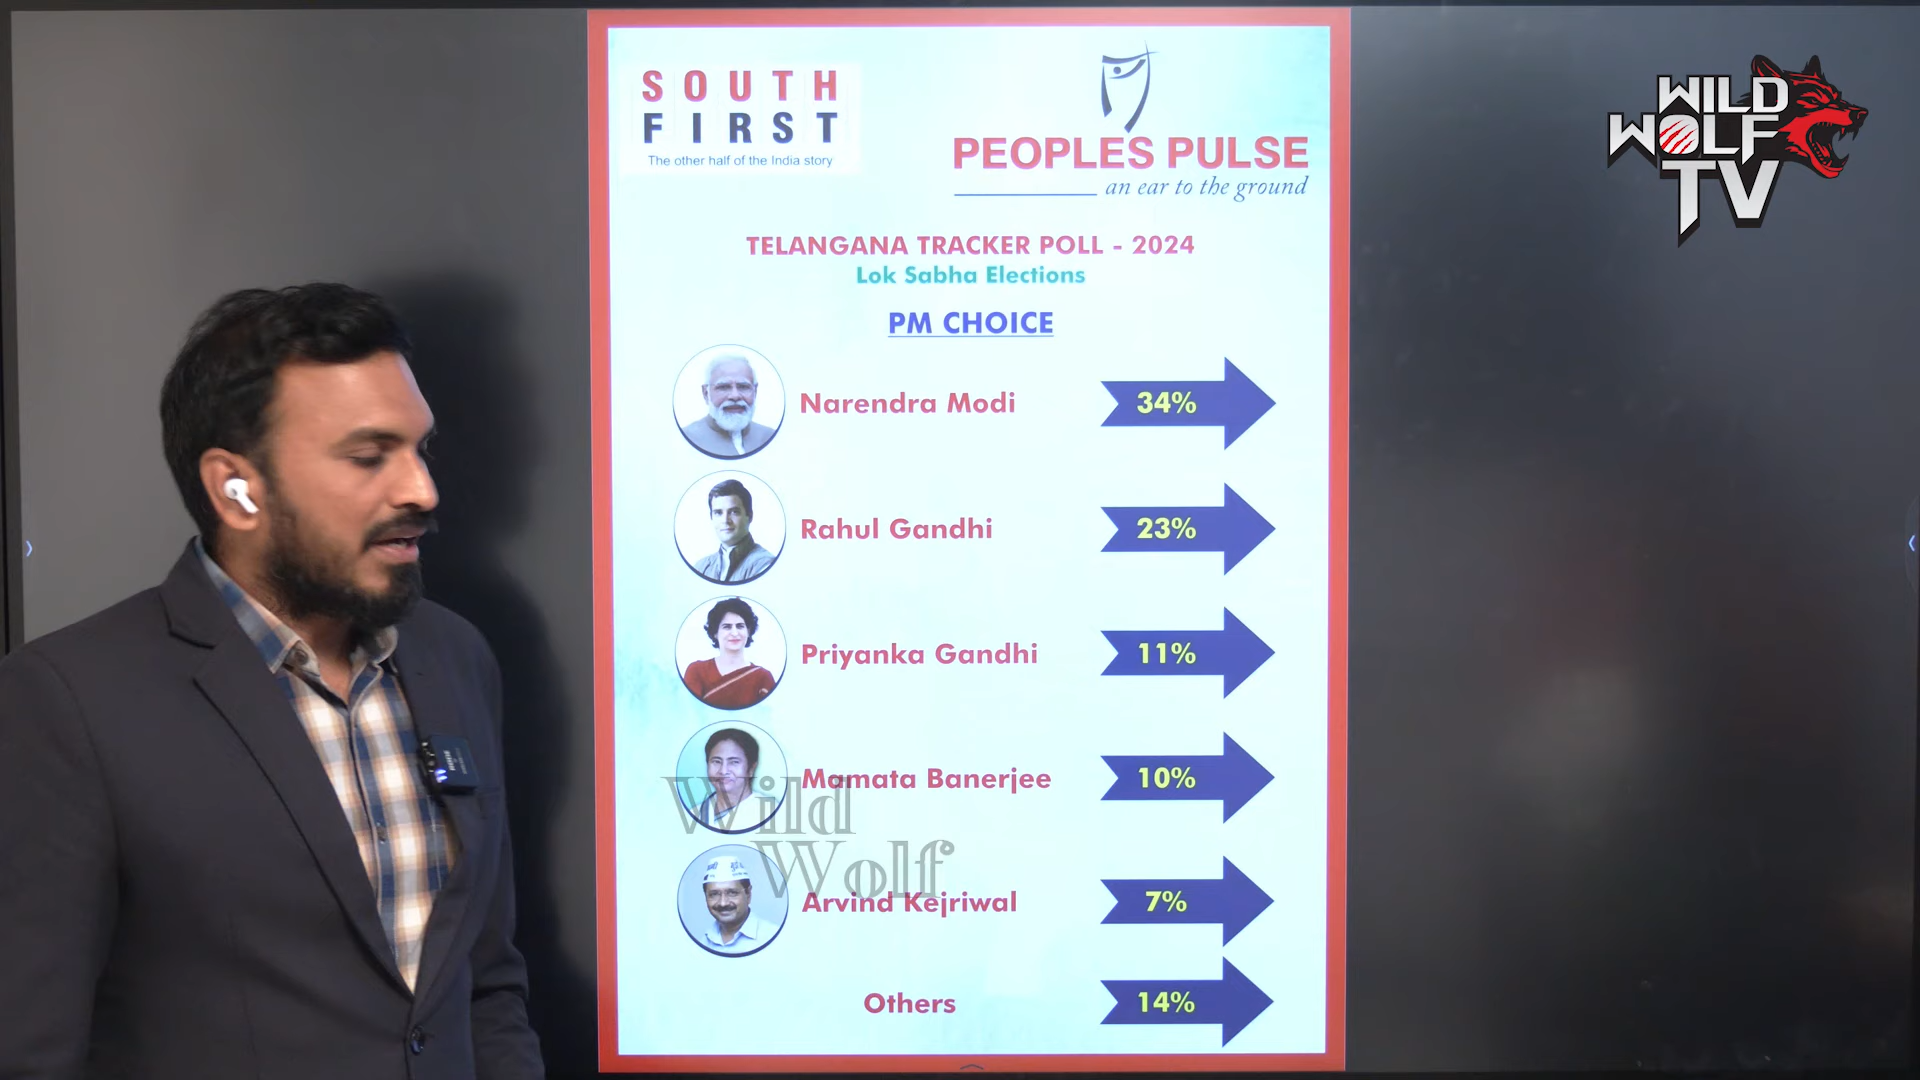 SOUTH
FIRST
The other half of the India story
PEOPLES PULSE
an ear to the ground
WILD
WOLF
TV
TELANGANA TRACKER POLL - 2024
Lok Sabha Elections
PM CHOICE
Narendra Modi 34%
Rahul Gandhi 23%
Priyanka Gandhi 11%
Mamata Banerjee 10%
Wild
Wolf
Arvind Kejriwal 7%
Others 14%